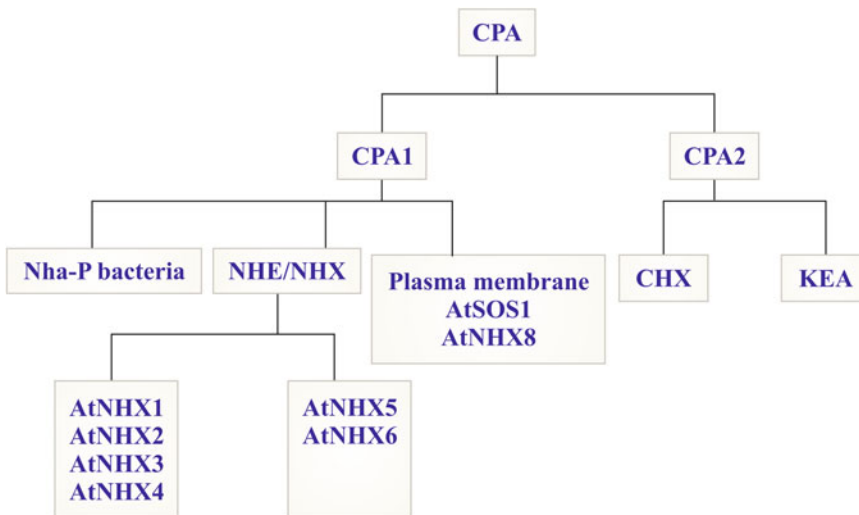 CPA
CPA1
CPA2
Nha-P bacteria
NHE/NHX
Plasma membrane
AtSOS1
AtNHX8
CHX
KEA
AtNHX1
AtNHX2
AtNHX3
AtNHX4
AtNHX5
AtNHX6